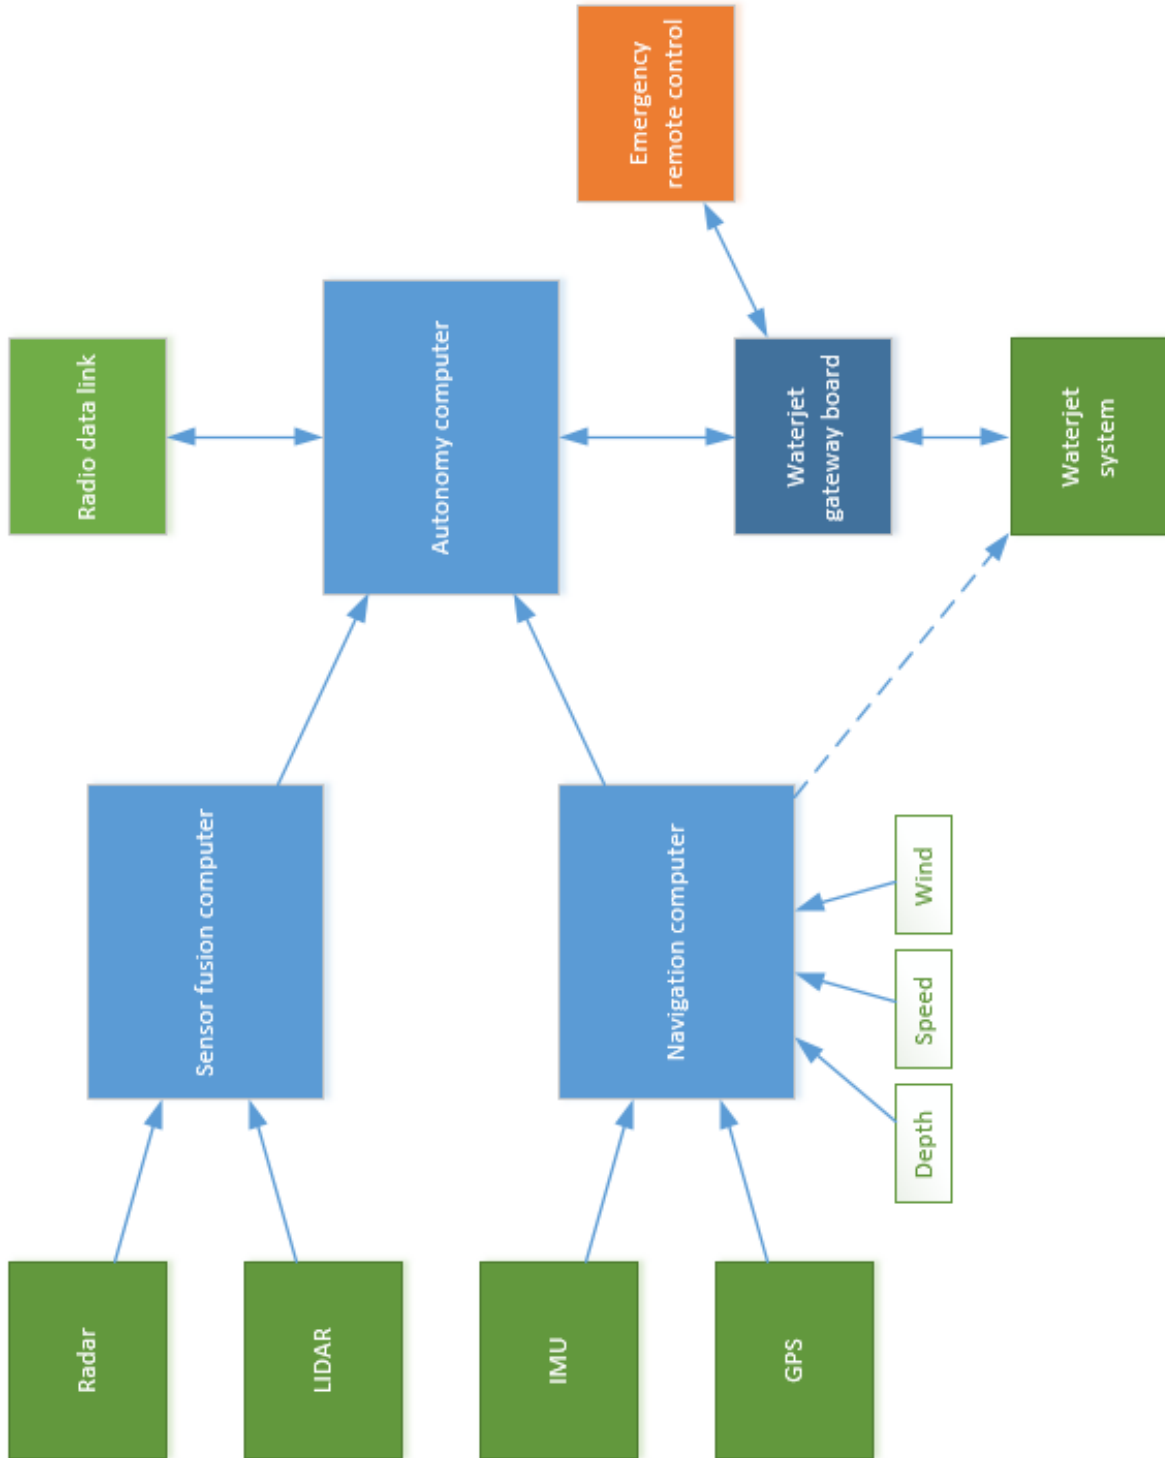 Radar
LIDAR
IMU
GPS
Sensor fusion computer
Navigation computer
Depth
Speed
Wind
Radio data link
Autonomy computer
Waterjet
gateway board
Waterjet
system
Emergency
remote control